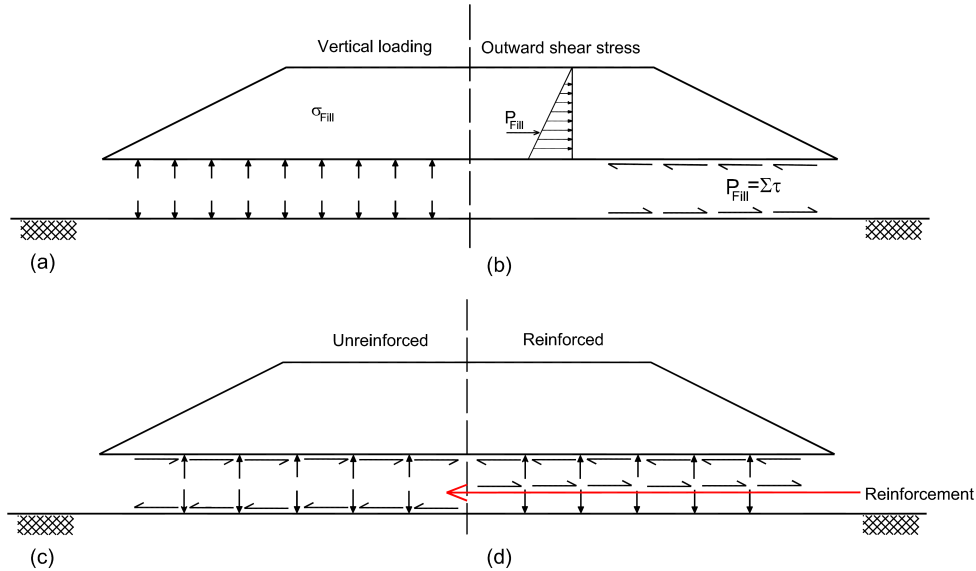 Vertical loading
Outward shear stress
σFill
PFill
PFill=Στ
(a)
(b)
Unreinforced
Reinforced
Reinforcement
(c)
(d)